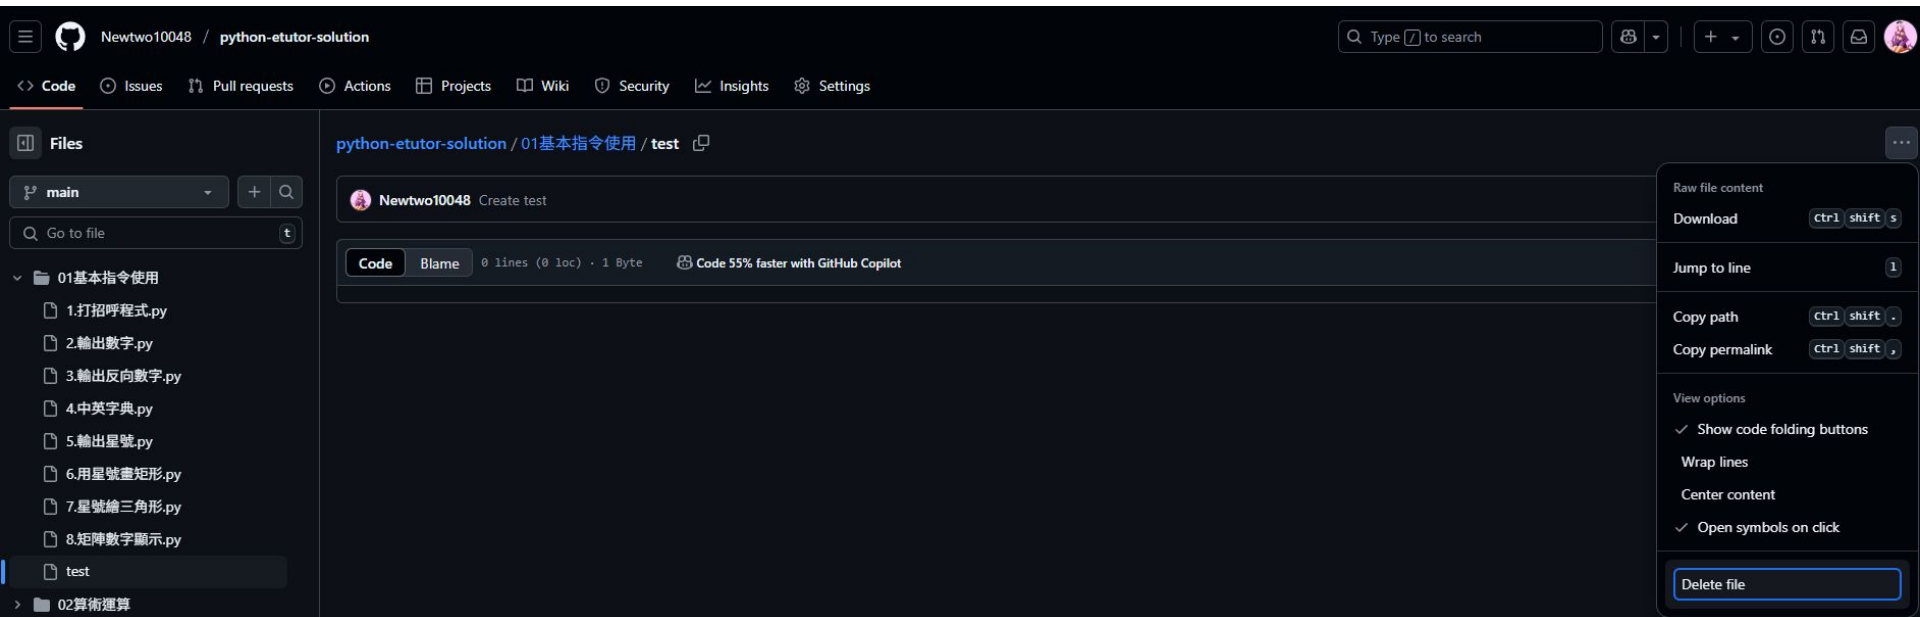 Newtwo10048 / python-etutor-solution
Type / to search
Code Issues Pull requests Actions Projects Wiki Security Insights Settings
Files
main
Go to file t
01基本指令使用
1.打招呼程式.py
2.輸出數字.py
3.輸出反向數字.py
4.中英字典.py
5.輸出星號.py
6.用星號畫矩形.py
7.星號繪三角形.py
8.矩陣數字顯示.py
test
02算術運算
python-etutor-solution / 01基本指令使用 / test
Newtwo10048 Create test
Code Blame 0 lines (0 loc) · 1 Byte Code 55% faster with GitHub Copilot
Raw file content
Download Ctrl shift s
Jump to line l
Copy path Ctrl shift .
Copy permalink Ctrl shift ,
View options
Show code folding buttons
Wrap lines
Center content
Open symbols on click
Delete file